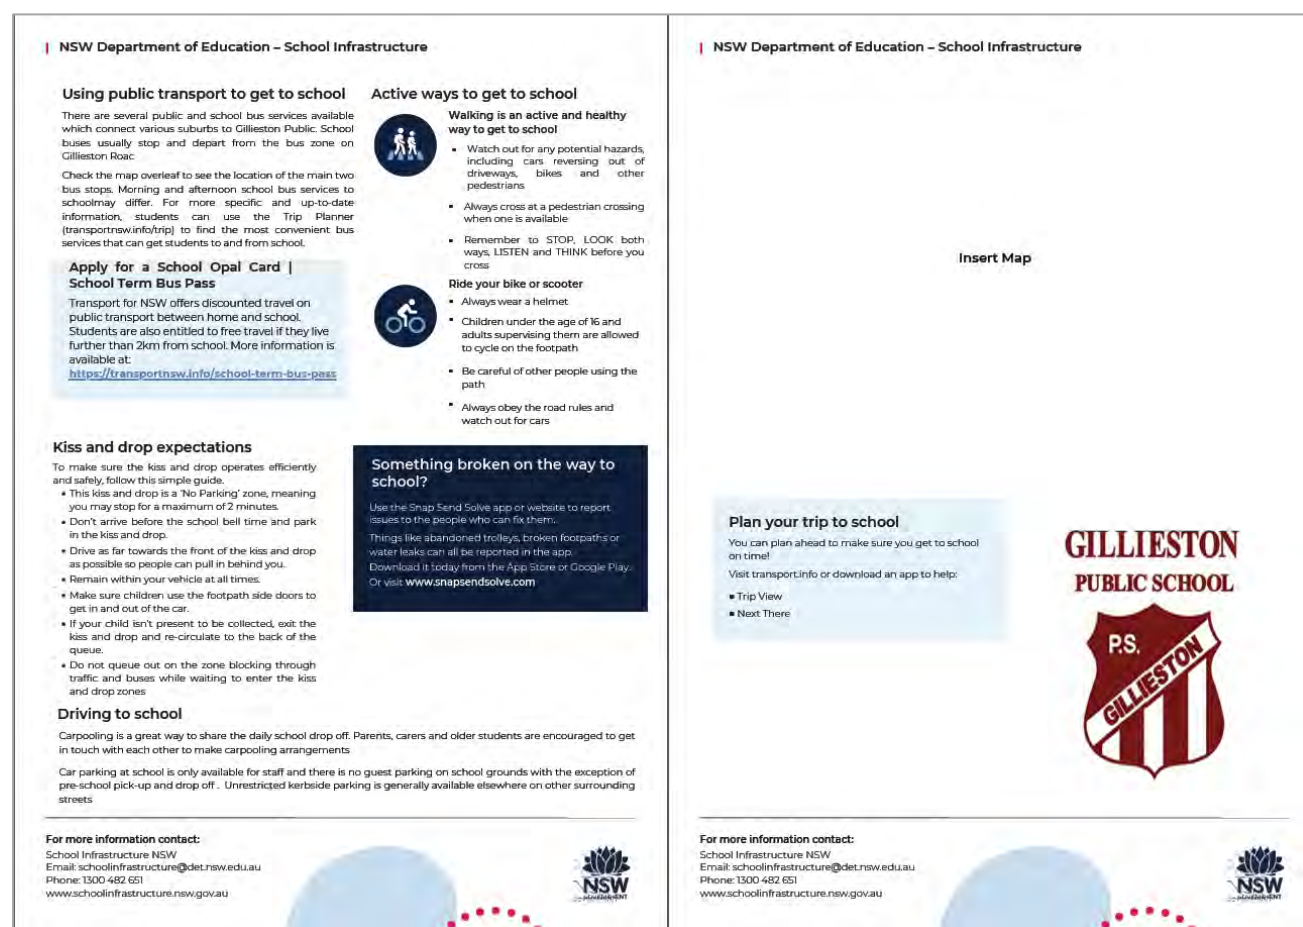 NSW Department of Education – School Infrastructure
Using public transport to get to school
There are several public and school bus services available
which connect various suburbs to Gillieston Public. School
buses usually stop and depart from the bus zone on
Gillieston Roac
Check the map overleaf to see the location of the main two
bus stops. Morning and afternoon school bus services to
schoolmay differ. For more specific and up-to-date
information, students can use the Trip Planner
(transportnsw.info/trip) to find the most convenient bus
services that can get students to and from school.
Apply for a School Opal Card |
School Term Bus Pass
Transport for NSW offers discounted travel on
public transport between home and school.
Students are also entitled to free travel if they live
further than 2km from school. More information is
available at:
https://transportnsw.info/school-term-bus-pass
Active ways to get to school
Walking is an active and healthy
way to get to school
▪ Watch out for any potential hazards,
including cars reversing out of
driveways, bikes and other
pedestrians
▪ Always cross at a pedestrian crossing
when one is available
▪ Remember to STOP, LOOK both
ways, LISTEN and THINK before you
cross
Ride your bike or scooter
▪ Always wear a helmet
▪ Children under the age of 16 and
adults supervising them are allowed
to cycle on the footpath
▪ Be careful of other people using the
path
▪ Always obey the road rules and
watch out for cars
Kiss and drop expectations
To make sure the kiss and drop operates efficiently
and safely, follow this simple guide.
• This kiss and drop is a 'No Parking' zone, meaning
you may stop for a maximum of 2 minutes.
• Don't arrive before the school bell time and park
in the kiss and drop.
• Drive as far towards the front of the kiss and drop
as possible so people can pull in behind you.
• Remain within your vehicle at all times.
• Make sure children use the footpath side doors to
get in and out of the car.
• If your child isn't present to be collected, exit the
kiss and drop and re-circulate to the back of the
queue.
• Do not queue out on the zone blocking through
traffic and buses while waiting to enter the kiss
and drop zones
Something broken on the way to
school?
Use the Snap Send Solve app or website to report
issues to the people who can fix them.
Things like abandoned trolleys, broken footpaths or
water leaks can all be reported in the app.
Download it today from the App Store or Google Play.
Or visit www.snapsendsolve.com
Driving to school
Carpooling is a great way to share the daily school drop off. Parents, carers and older students are encouraged to get
in touch with each other to make carpooling arrangements
Car parking at school is only available for staff and there is no guest parking on school grounds with the exception of
pre-school pick-up and drop off . Unrestricted kerbside parking is generally available elsewhere on other surrounding
streets
For more information contact:
School Infrastructure NSW
Email: schoolinfrastructure@det.nsw.edu.au
Phone: 1300 482 651
www.schoolinfrastructure.nsw.gov.au
NSW
GOVERNMENT
NSW Department of Education – School Infrastructure
Insert Map
Plan your trip to school
You can plan ahead to make sure you get to school
on time!
Visit transport.info or download an app to help:
▪ Trip View
▪ Next There
GILLIESTON
PUBLIC SCHOOL
P.S.
GILLIESTON
For more information contact:
School Infrastructure NSW
Email: schoolinfrastructure@det.nsw.edu.au
Phone: 1300 482 651
www.schoolinfrastructure.nsw.gov.au
NSW
GOVERNMENT